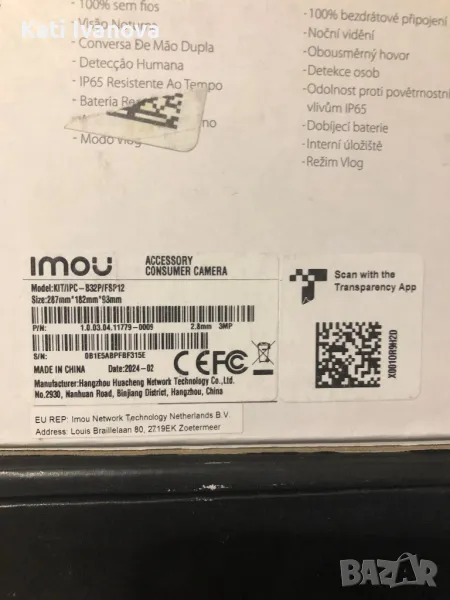 - 100% sem fios
- Visão Noturna
- Conversa De Mão Dupla
- Detecção Humana
- IP65 Resistente Ao Tempo
- Bateria
- Modo Vlog
Kati Ivanova
- 100% bezdrátové připojení
- Noční vidění
- Obousměrný hovor
- Detekce osob
- Odolnost proti povětrnostní
vlivům IP65
- Dobíjecí baterie
- Interní úložiště
- Režim Vlog
imou
ACCESSORY
CONSUMER CAMERA
Model:KIT/IPC-B32P/FSP12
Size:287mm*182mm*93mm
P/N: 1.0.03.04.11779-0009 2.8mm 3MP
S/N: 0B1E5ABPFBF315E
MADE IN CHINA Date:2024-02
CE FC
Manufacturer:Hangzhou Huacheng Network Technology Co.,Ltd.
No.2930, Nanhuan Road, Binjiang District, Hangzhou, China
EU REP: Imou Network Technology Netherlands B.V.
Address: Louis Braillelaan 80, 2719EK Zoetermeer
Scan with the
Transparency App
X001DR9H2D
BAZAR